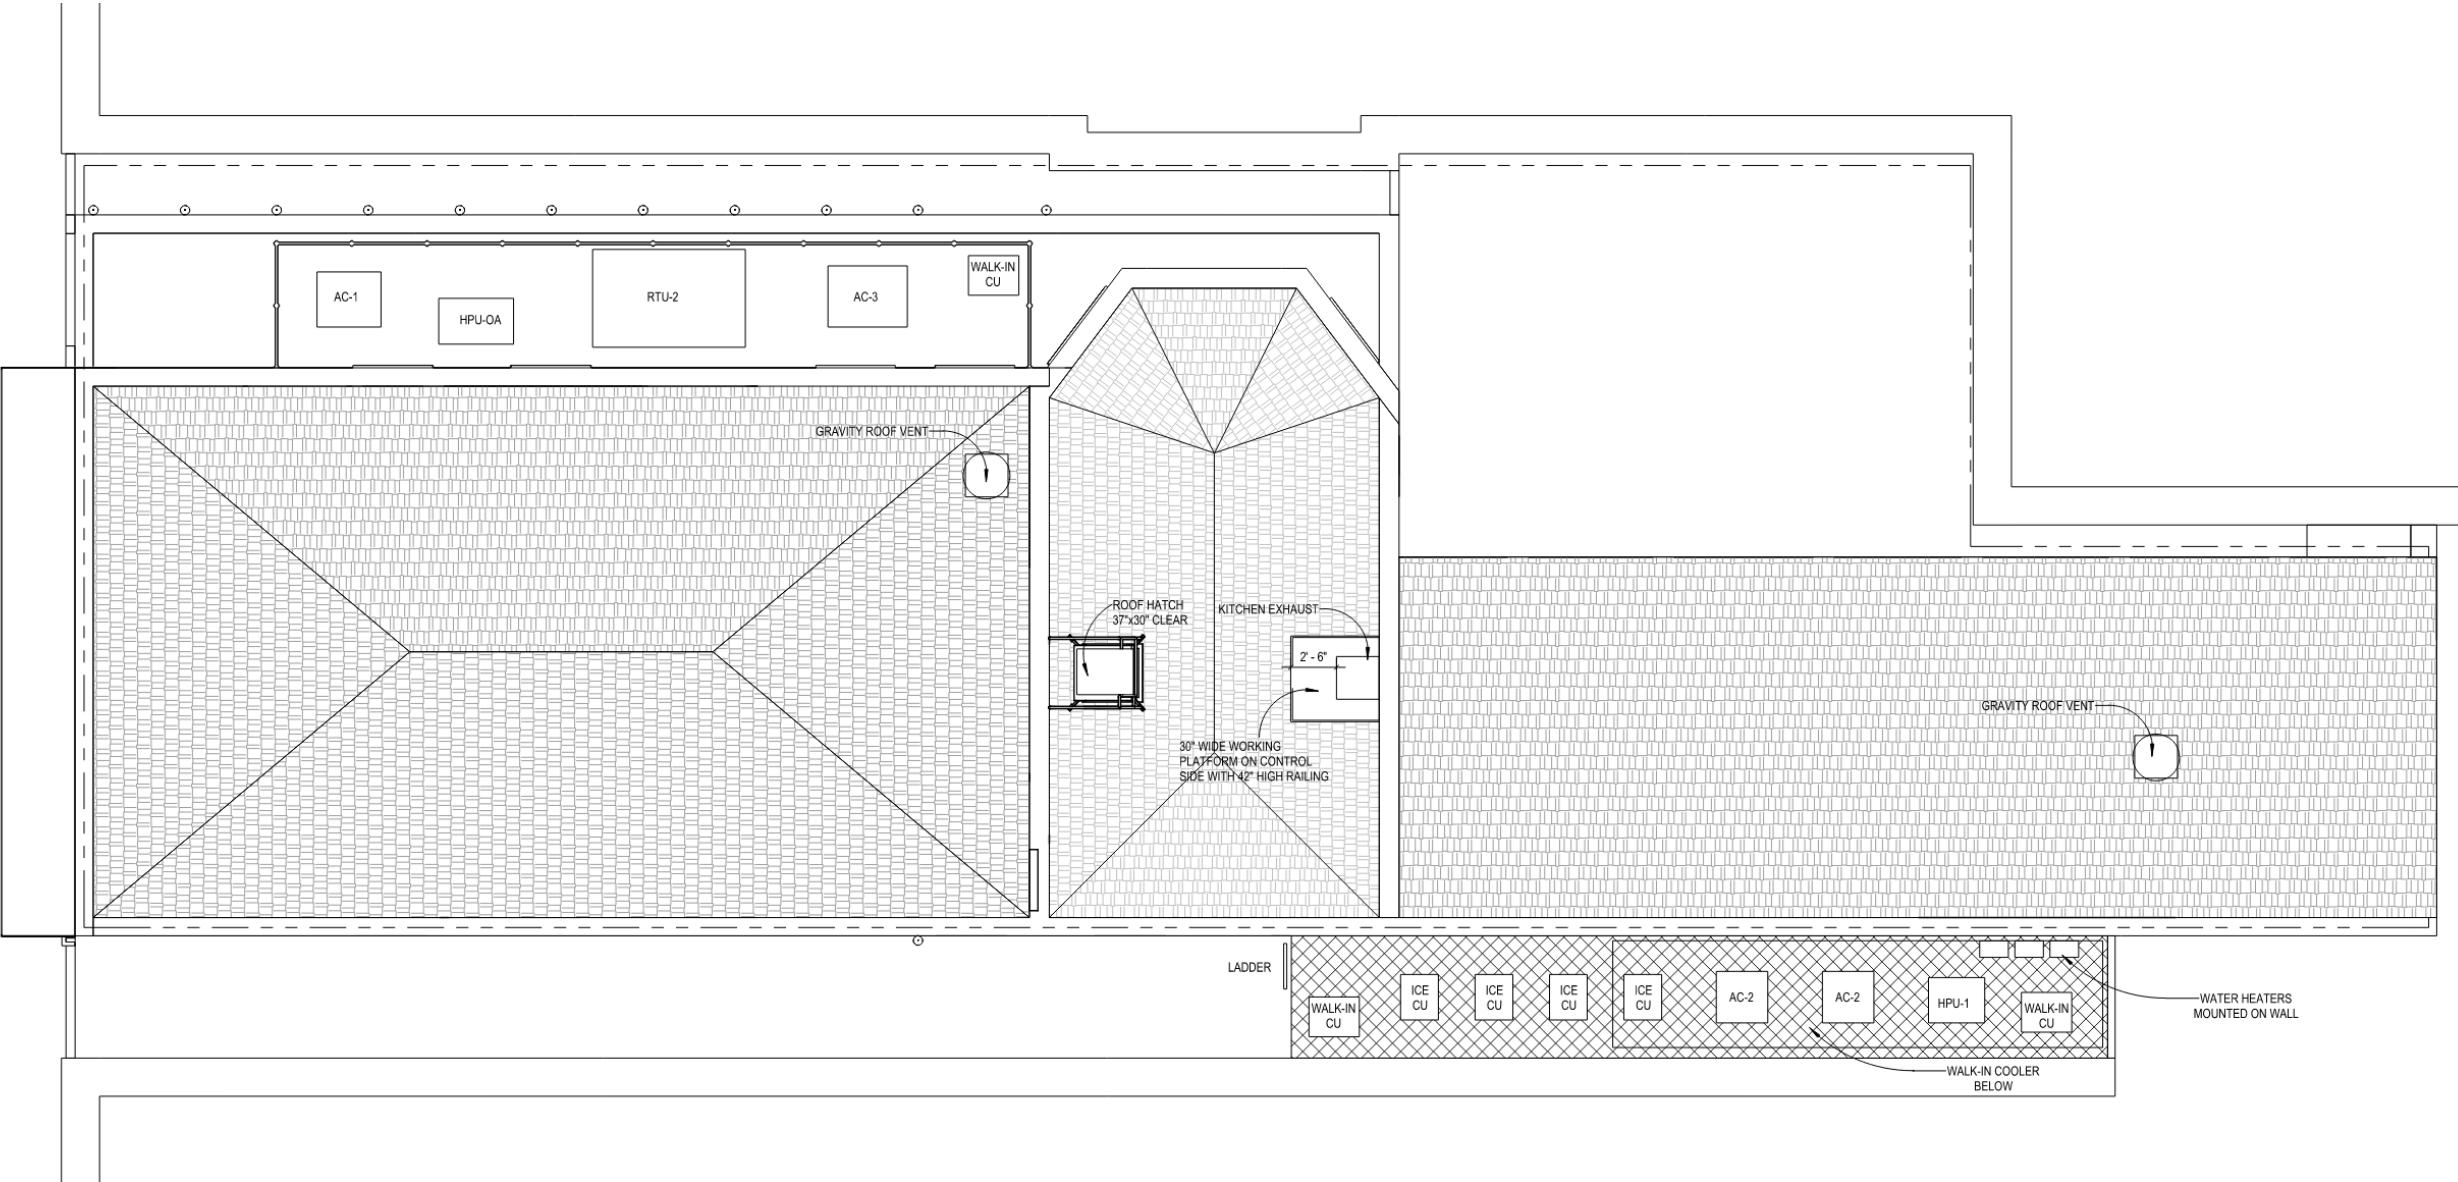 AC-1
HPU-OA
RTU-2
AC-3
WALK-IN
CU
GRAVITY ROOF VENT
ROOF HATCH
37"x30" CLEAR
KITCHEN EXHAUST
2' - 6"
30" WIDE WORKING
PLATFORM ON CONTROL
SIDE WITH 42" HIGH RAILING
GRAVITY ROOF VENT
LADDER
WALK-IN
CU
ICE
CU
ICE
CU
ICE
CU
ICE
CU
AC-2
AC-2
HPU-1
WALK-IN
CU
WATER HEATERS
MOUNTED ON WALL
WALK-IN COOLER
BELOW